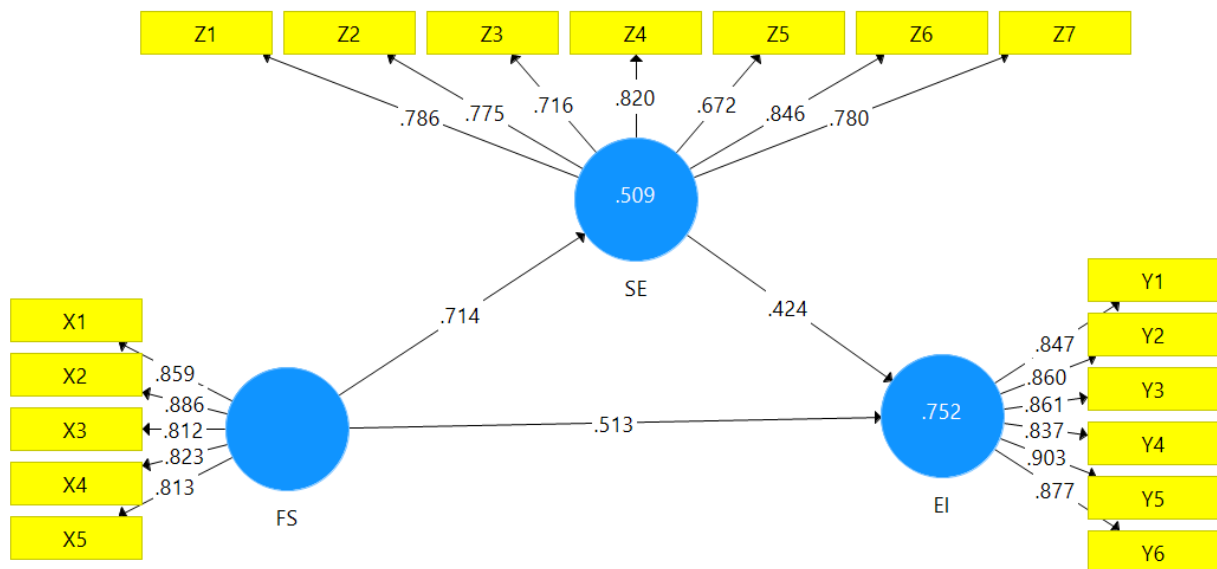 Z1 Z2 Z3 Z4 Z5 Z6 Z7
.786 .775 .716 .820 .672 .846 .780
.509
SE
.714 .424
X1
X2
X3
X4
X5
.859
.886
.812
.823
.813
FS
.513
.752
EI
.847
.860
.861
.837
.903
.877
Y1
Y2
Y3
Y4
Y5
Y6